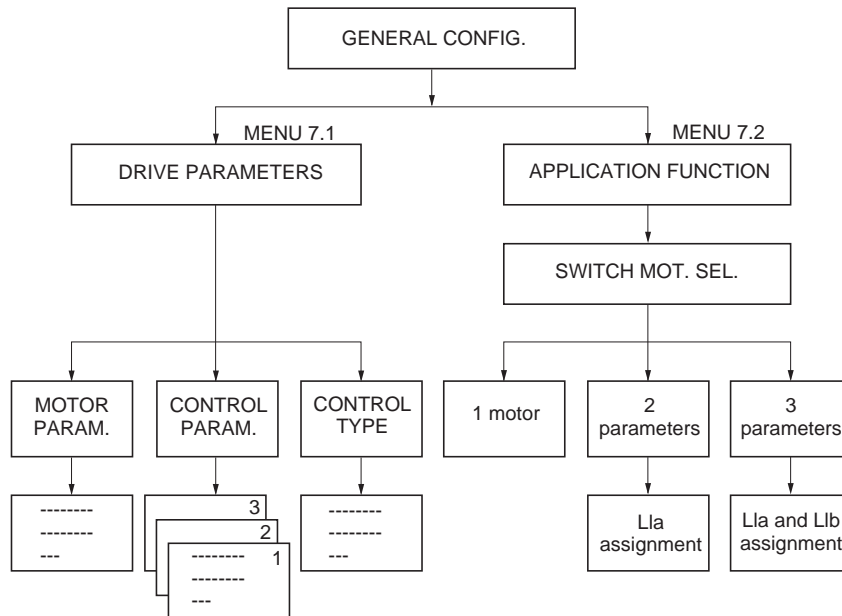 GENERAL CONFIG.
MENU 7.1
MENU 7.2
DRIVE PARAMETERS
APPLICATION FUNCTION
SWITCH MOT. SEL.
MOTOR
PARAM.
CONTROL
PARAM.
CONTROL
TYPE
1 motor
2
parameters
3
parameters
--------
--------
---
3
2
1
--------
--------
---
--------
--------
---
Lla
assignment
Lla and Llb
assignment